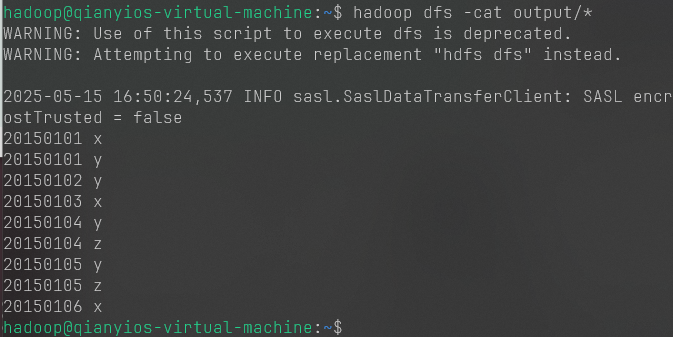 hadoop@qianyios-virtual-machine:~$ hadoop dfs -cat output/*
WARNING: Use of this script to execute dfs is deprecated.
WARNING: Attempting to execute replacement "hdfs dfs" instead.

2025-05-15 16:50:24,537 INFO sasl.SaslDataTransferClient: SASL encr
ostTrusted = false
20150101 x
20150101 y
20150102 y
20150103 x
20150104 y
20150104 z
20150105 y
20150105 z
20150106 x
hadoop@qianyios-virtual-machine:~$